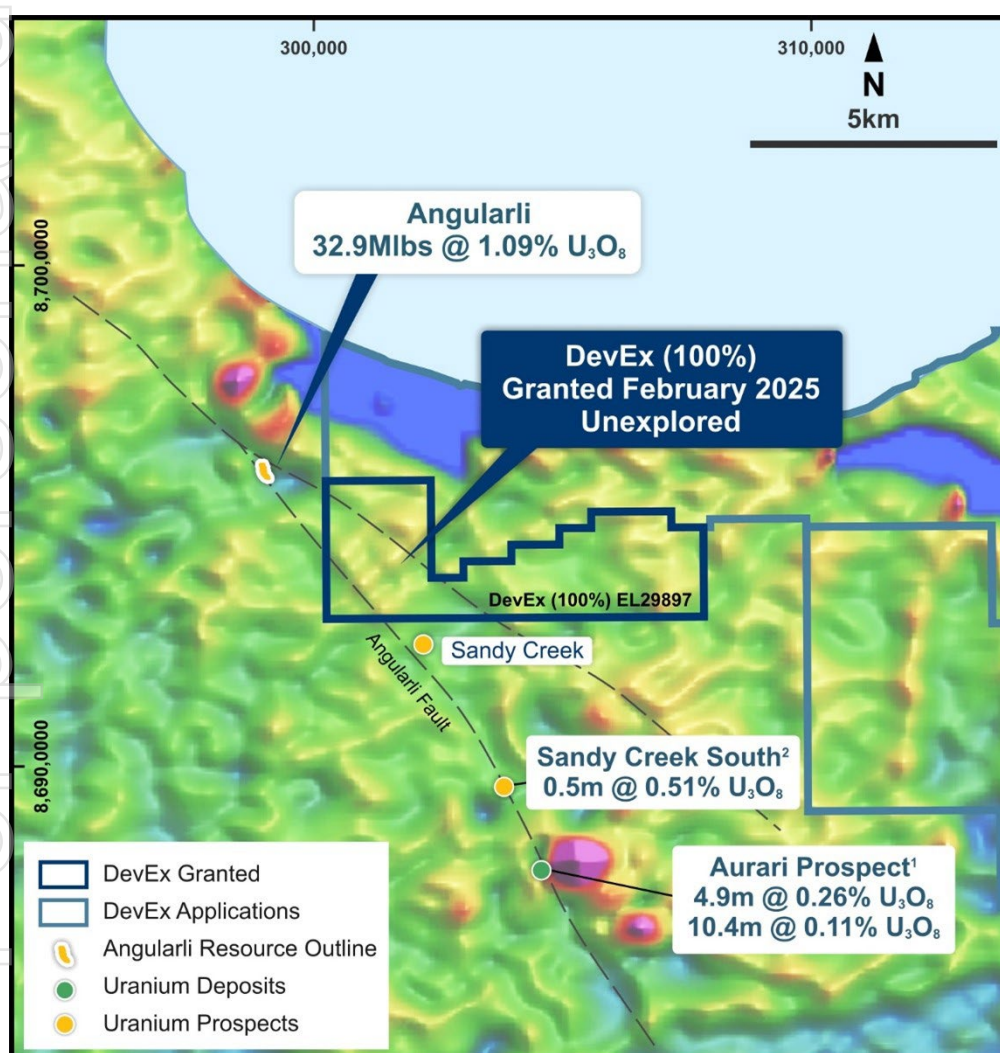 300,000
310,000
N
5km
8,700,0000
8,690,0000
Angularli
32.9Mlbs @ 1.09% U₃O₈
DevEx (100%)
Granted February 2025
Unexplored
DevEx (100%) EL29897
Sandy Creek
Angularli Fault
Sandy Creek South²
0.5m @ 0.51% U₃O₈
Aurari Prospect¹
4.9m @ 0.26% U₃O₈
10.4m @ 0.11% U₃O₈
DevEx Granted
DevEx Applications
Angularli Resource Outline
Uranium Deposits
Uranium Prospects